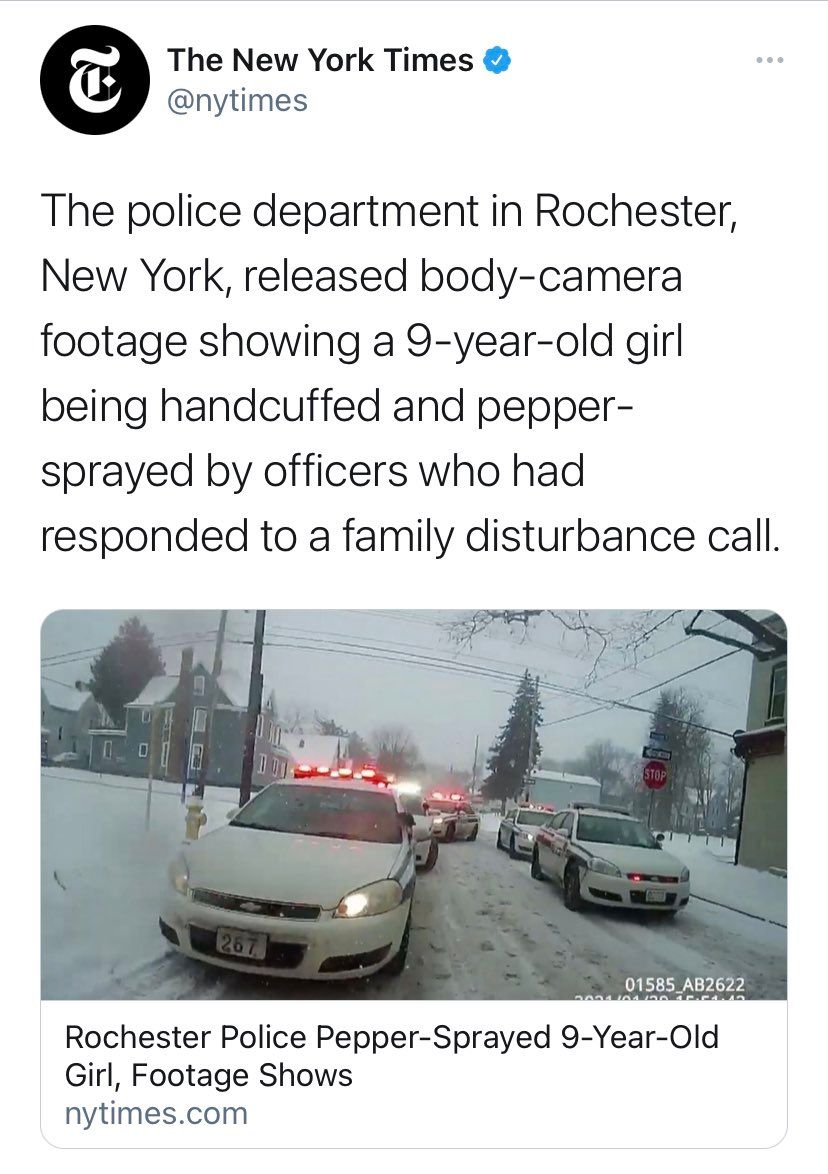 The New York Times
@nytimes
The police department in Rochester,
New York, released body-camera
footage showing a 9-year-old girl
being handcuffed and pepper-
sprayed by officers who had
responded to a family disturbance call.
STOP
267
01585_AB2622
Rochester Police Pepper-Sprayed 9-Year-Old
Girl, Footage Shows
nytimes.com